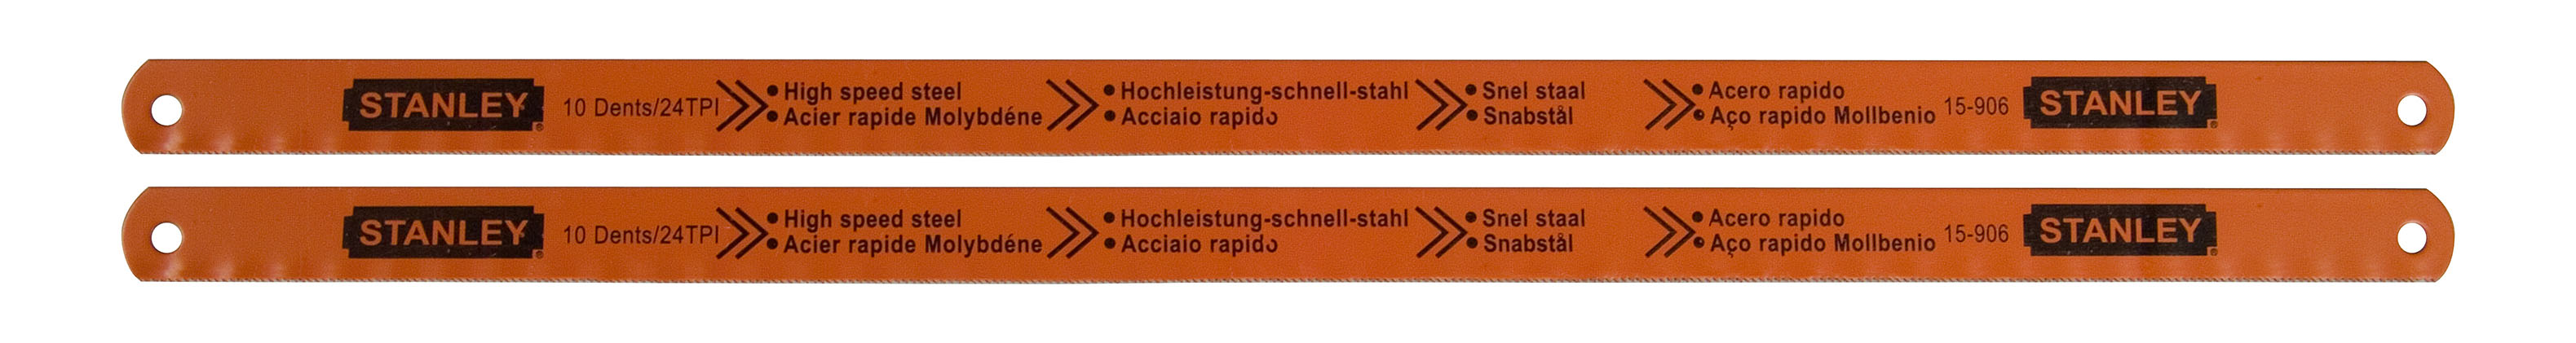 STANLEY
®
10 Dents/24TPI
• High speed steel
• Acier rapide Molybdéne
• Hochleistung-schnell-stahl
• Acciaio rapido
• Snel staal
• Snabstål
• Acero rapido
• Aço rapido Mollbenio
15-906
STANLEY
®
STANLEY
®
10 Dents/24TPI
• High speed steel
• Acier rapide Molybdéne
• Hochleistung-schnell-stahl
• Acciaio rapido
• Snel staal
• Snabstål
• Acero rapido
• Aço rapido Mollbenio
15-906
STANLEY
®